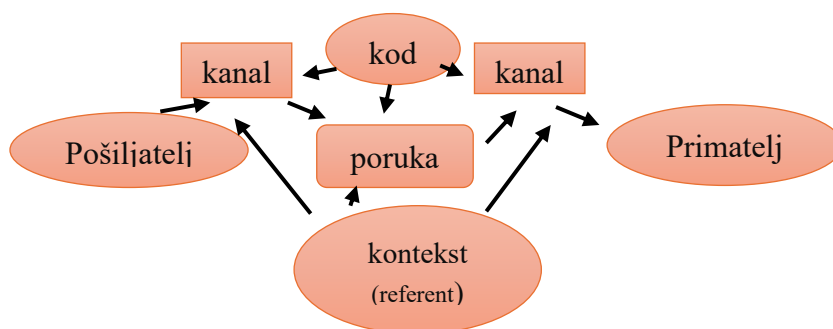 kod
kanal
kanal
Pošiljatelj
poruka
Primatelj
kontekst
(referent)